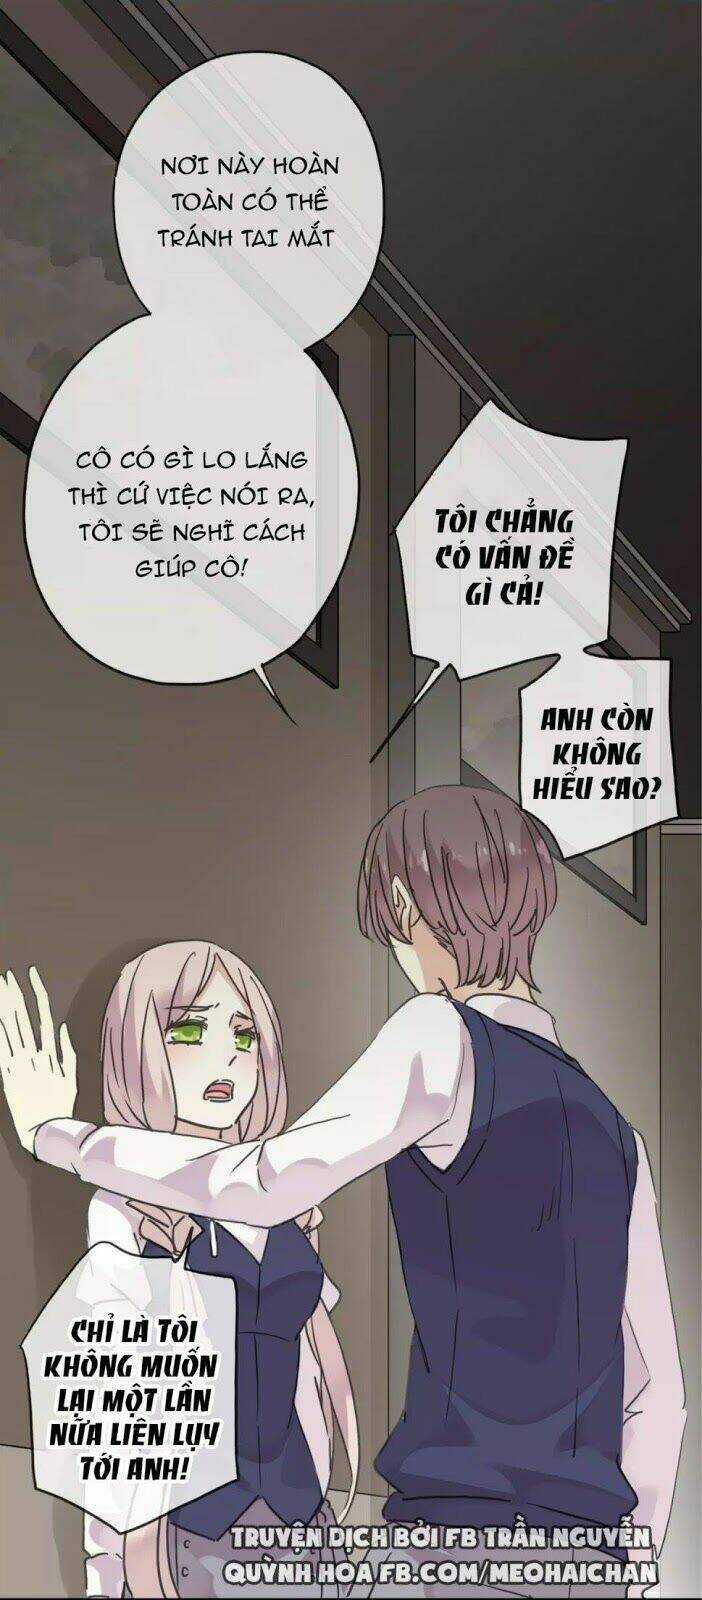 NƠI NÀY HOÀN
TOÀN CÓ THỂ
TRÁNH TAI MẮT
CÔ CÓ GÌ LO LẮNG
THÌ CỨ VIỆC NÓI RA,
TÔI SẼ NGHĨ CÁCH
GIÚP CÔ!
TÔI CHẲNG
CÓ VẤN ĐỀ
GÌ CẢ!
ANH CÒN
KHÔNG
HIỂU SAO?
CHỈ LÀ TÔI
KHÔNG MUỐN
LẠI MỘT LẦN
NỮA LIÊN LỤY
TỚI ANH!
TRUYỆN DỊCH BỞI FB TRẦN NGUYỄN
QUỲNH HOA FB.COM/MEOHAICHAN